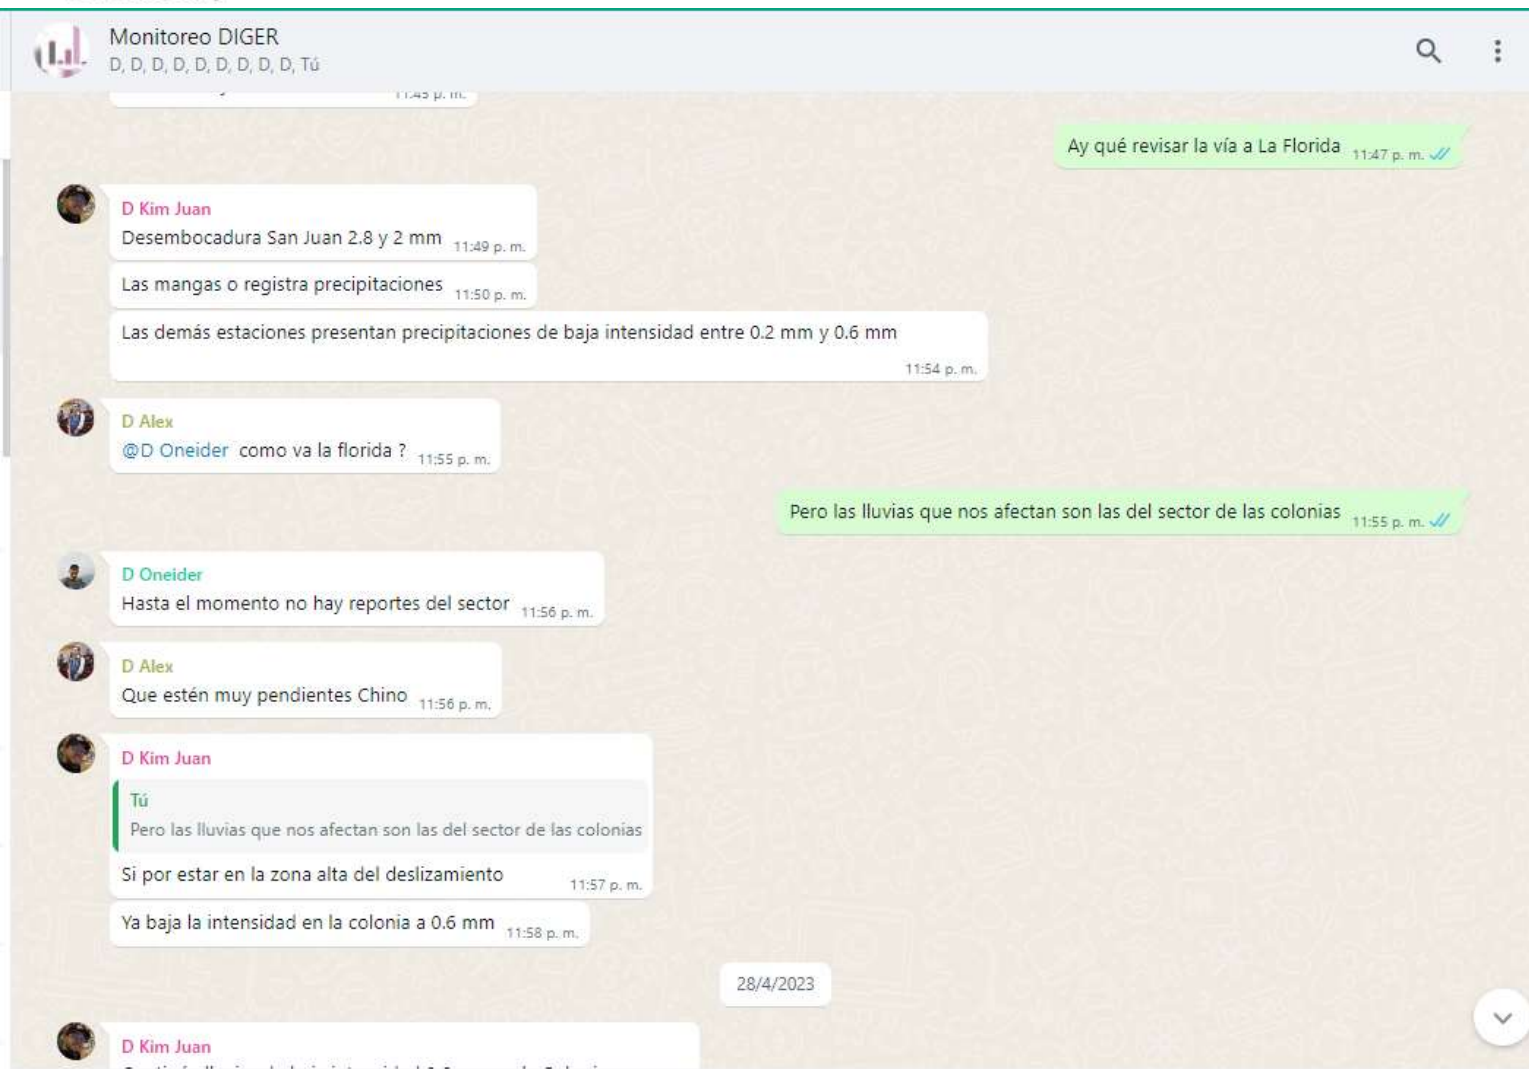 Monitoreo DIGER
D, D, D, D, D, D, D, D, D, Tú
11:45 p. m.
Ay qué revisar la vía a La Florida 11:47 p. m.
D Kim Juan
Desembocadura San Juan 2.8 y 2 mm 11:49 p. m.
Las mangas o registra precipitaciones 11:50 p. m.
Las demás estaciones presentan precipitaciones de baja intensidad entre 0.2 mm y 0.6 mm
11:54 p. m.
D Alex
@D Oneider como va la florida ? 11:55 p. m.
Pero las lluvias que nos afectan son las del sector de las colonias 11:55 p. m.
D Oneider
Hasta el momento no hay reportes del sector 11:56 p. m.
D Alex
Que estén muy pendientes Chino 11:56 p. m.
D Kim Juan
Tú
Pero las lluvias que nos afectan son las del sector de las colonias
Si por estar en la zona alta del deslizamiento 11:57 p. m.
Ya baja la intensidad en la colonia a 0.6 mm 11:58 p. m.
28/4/2023
D Kim Juan